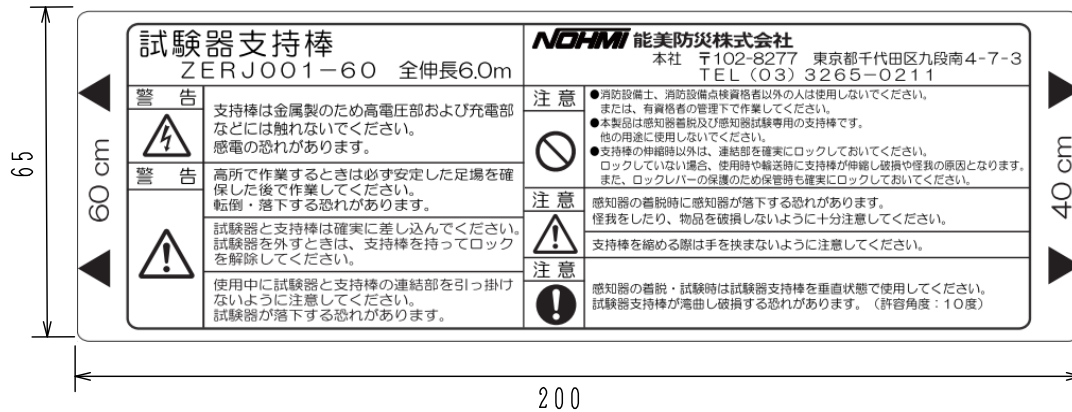 試験器支持棒
ZERJ001-60 全伸長6.0m
警告
支持棒は金属製のため高電圧部および充電部
などには触れないでください。
感電の恐れがあります。
警告
高所で作業するときは必ず安定した足場を確
保した後で作業してください。
転倒・落下する恐れがあります。
試験器と支持棒は確実に差し込んでください。
試験器を外すときは、支持棒を持ってロック
を解除してください。
使用中に試験器と支持棒の連結部を引っ掛け
ないように注意してください。
試験器が落下する恐れがあります。
NOHMI 能美防災株式会社
本社 〒102-8277 東京都千代田区九段南4-7-3
TEL(03)3265-0211
注意
●消防設備士、消防設備点検資格者以外の人は使用しないでください。
または、有資格者の管理下で作業してください。
●本製品は感知器着脱及び感知器試験専用の支持棒です。
他の用途に使用しないでください。
●支持棒の伸縮時以外は、連結部を確実にロックしておいてください。
ロックしていない場合、使用時や輸送時に支持棒が伸縮し破損や怪我の原因となります。
また、ロックレバーの保護のため保管時も確実にロックしておいてください。
注意
感知器の着脱時に感知器が落下する恐れがあります。
怪我をしたり、物品を破損しないように十分注意してください。
支持棒を縮める際は手を挟まないように注意してください。
注意
感知器の着脱・試験時は試験器支持棒を垂直状態で使用してください。
試験器支持棒が湾曲し破損する恐れがあります。(許容角度:10度)
60 cm
40 cm
65
200